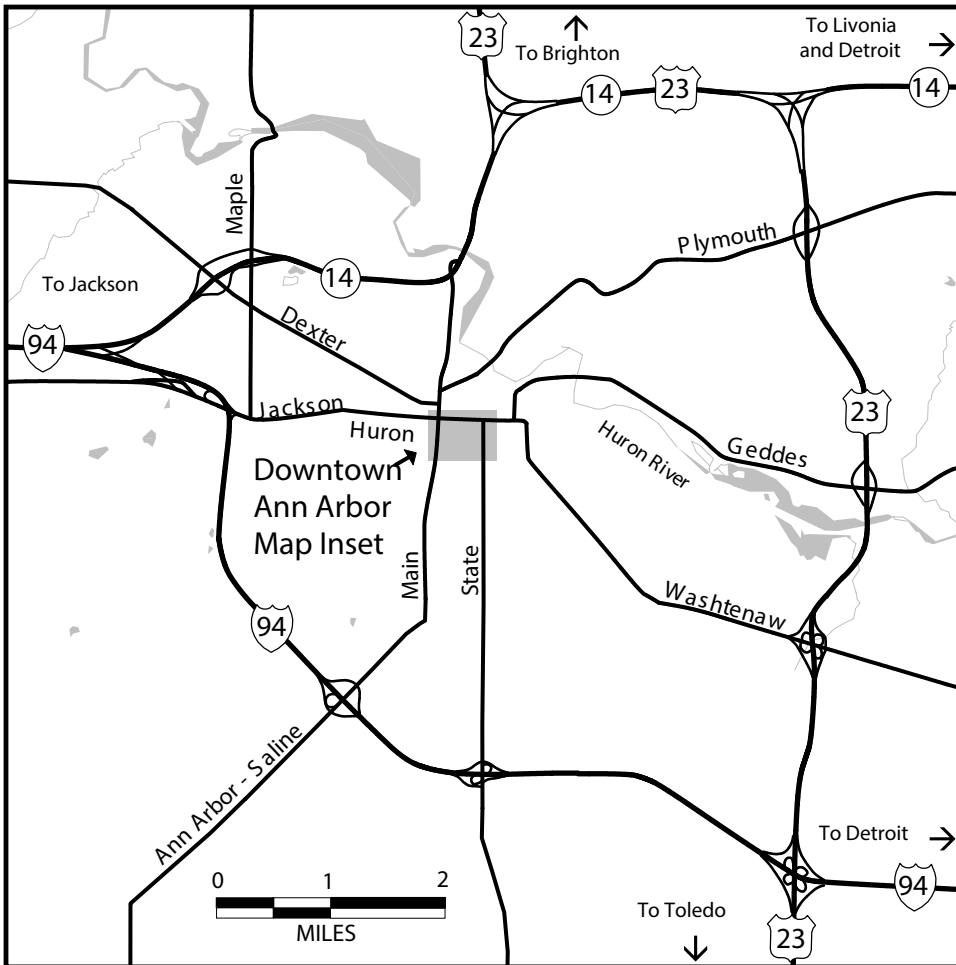 23
To Brighton
To Livonia
and Detroit
14
23
14
Maple
Plymouth
To Jackson
14
Dexter
94
Jackson
23
Huron
Geddes
Huron River
Downtown
Ann Arbor
Map Inset
Main
State
Washtenaw
94
Ann Arbor - Saline
To Detroit
0 1 2
MILES
94
To Toledo
23